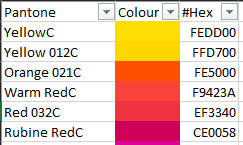 Pantone Colour #Hex
YellowC FEDD00
Yellow 012C FFD700
Orange 021C FE5000
Warm RedC F9423A
Red 032C EF3340
Rubine RedC CE0058